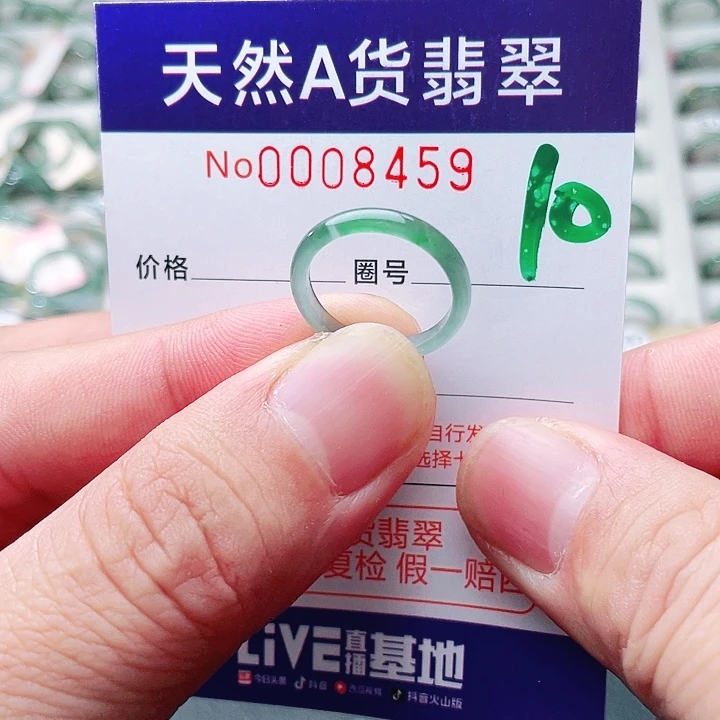 天然A货翡翠
No0008459
10
价格 圈号
自行发
选择
货翡翠
复检 假一赔
LiVE直播基地
今日头条 抖音 西瓜视频 抖音火山版